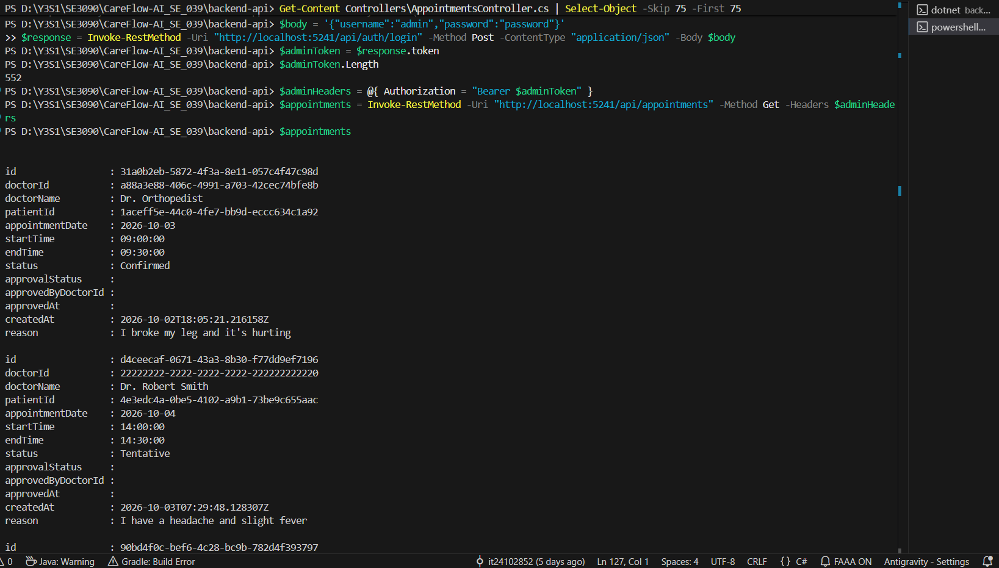 PS D:\Y3S1\SE3090\CareFlow-AI_SE_039\backend-api> Get-Content Controllers\AppointmentsController.cs | Select-Object -Skip 75 -First 75
PS D:\Y3S1\SE3090\CareFlow-AI_SE_039\backend-api> $body = '{"username":"admin","password":"password"}'
>> $response = Invoke-RestMethod -Uri "http://localhost:5241/api/auth/login" -Method Post -ContentType "application/json" -Body $body
PS D:\Y3S1\SE3090\CareFlow-AI_SE_039\backend-api> $adminToken = $response.token
PS D:\Y3S1\SE3090\CareFlow-AI_SE_039\backend-api> $adminToken.Length
552
PS D:\Y3S1\SE3090\CareFlow-AI_SE_039\backend-api> $adminHeaders = @{ Authorization = "Bearer $adminToken" }
PS D:\Y3S1\SE3090\CareFlow-AI_SE_039\backend-api> $appointments = Invoke-RestMethod -Uri "http://localhost:5241/api/appointments" -Method Get -Headers $adminHeade
rs
PS D:\Y3S1\SE3090\CareFlow-AI_SE_039\backend-api> $appointments
id : 31a0b2eb-5872-4f3a-8e11-057c4f47c98d
doctorId : a88a3e88-406c-4991-a703-42cec74bfe8b
doctorName : Dr. Orthopedist
patientId : 1aceff5e-44c0-4fe7-bb9d-eccc634c1a92
appointmentDate : 2026-10-03
startTime : 09:00:00
endTime : 09:30:00
status : Confirmed
approvalStatus :
approvedByDoctorId :
approvedAt :
createdAt : 2026-10-02T18:05:21.216158Z
reason : I broke my leg and it's hurting
id : d4ceecaf-0671-43a3-8b30-f77dd9ef7196
doctorId : 22222222-2222-2222-2222-222222222220
doctorName : Dr. Robert Smith
patientId : 4e3edc4a-0be5-4102-a9b1-73be9c655aac
appointmentDate : 2026-10-04
startTime : 14:00:00
endTime : 14:30:00
status : Tentative
approvalStatus :
approvedByDoctorId :
approvedAt :
createdAt : 2026-10-03T07:29:48.128307Z
reason : I have a headache and slight fever
id : 90bd4f0c-bef6-4c28-bc9b-782d4f393797
dotnet back...
powershell...
0 Java: Warning Gradle: Build Error it24102852 (5 days ago) Ln 127, Col 1 Spaces: 4 UTF-8 CRLF {} C# FAAA ON Antigravity - Settings